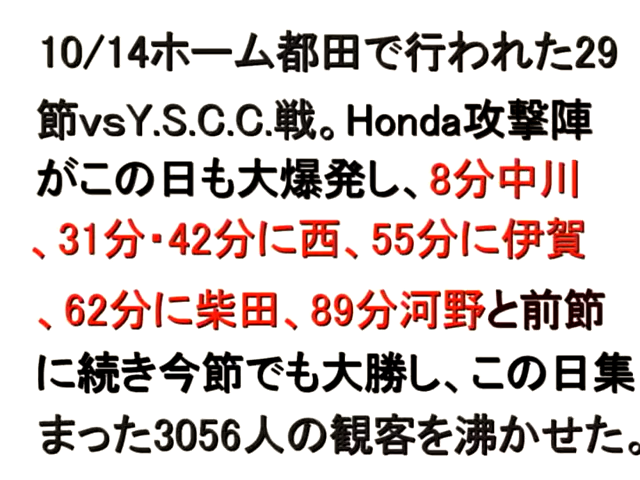 10/14ホーム都田で行われた29
節vsY.S.C.C.戦。Honda攻撃陣
がこの日も大爆発し、8分中川
、31分・42分に西、55分に伊賀
、62分に柴田、89分河野と前節
に続き今節でも大勝し、この日集
まった3056人の観客を沸かせた。